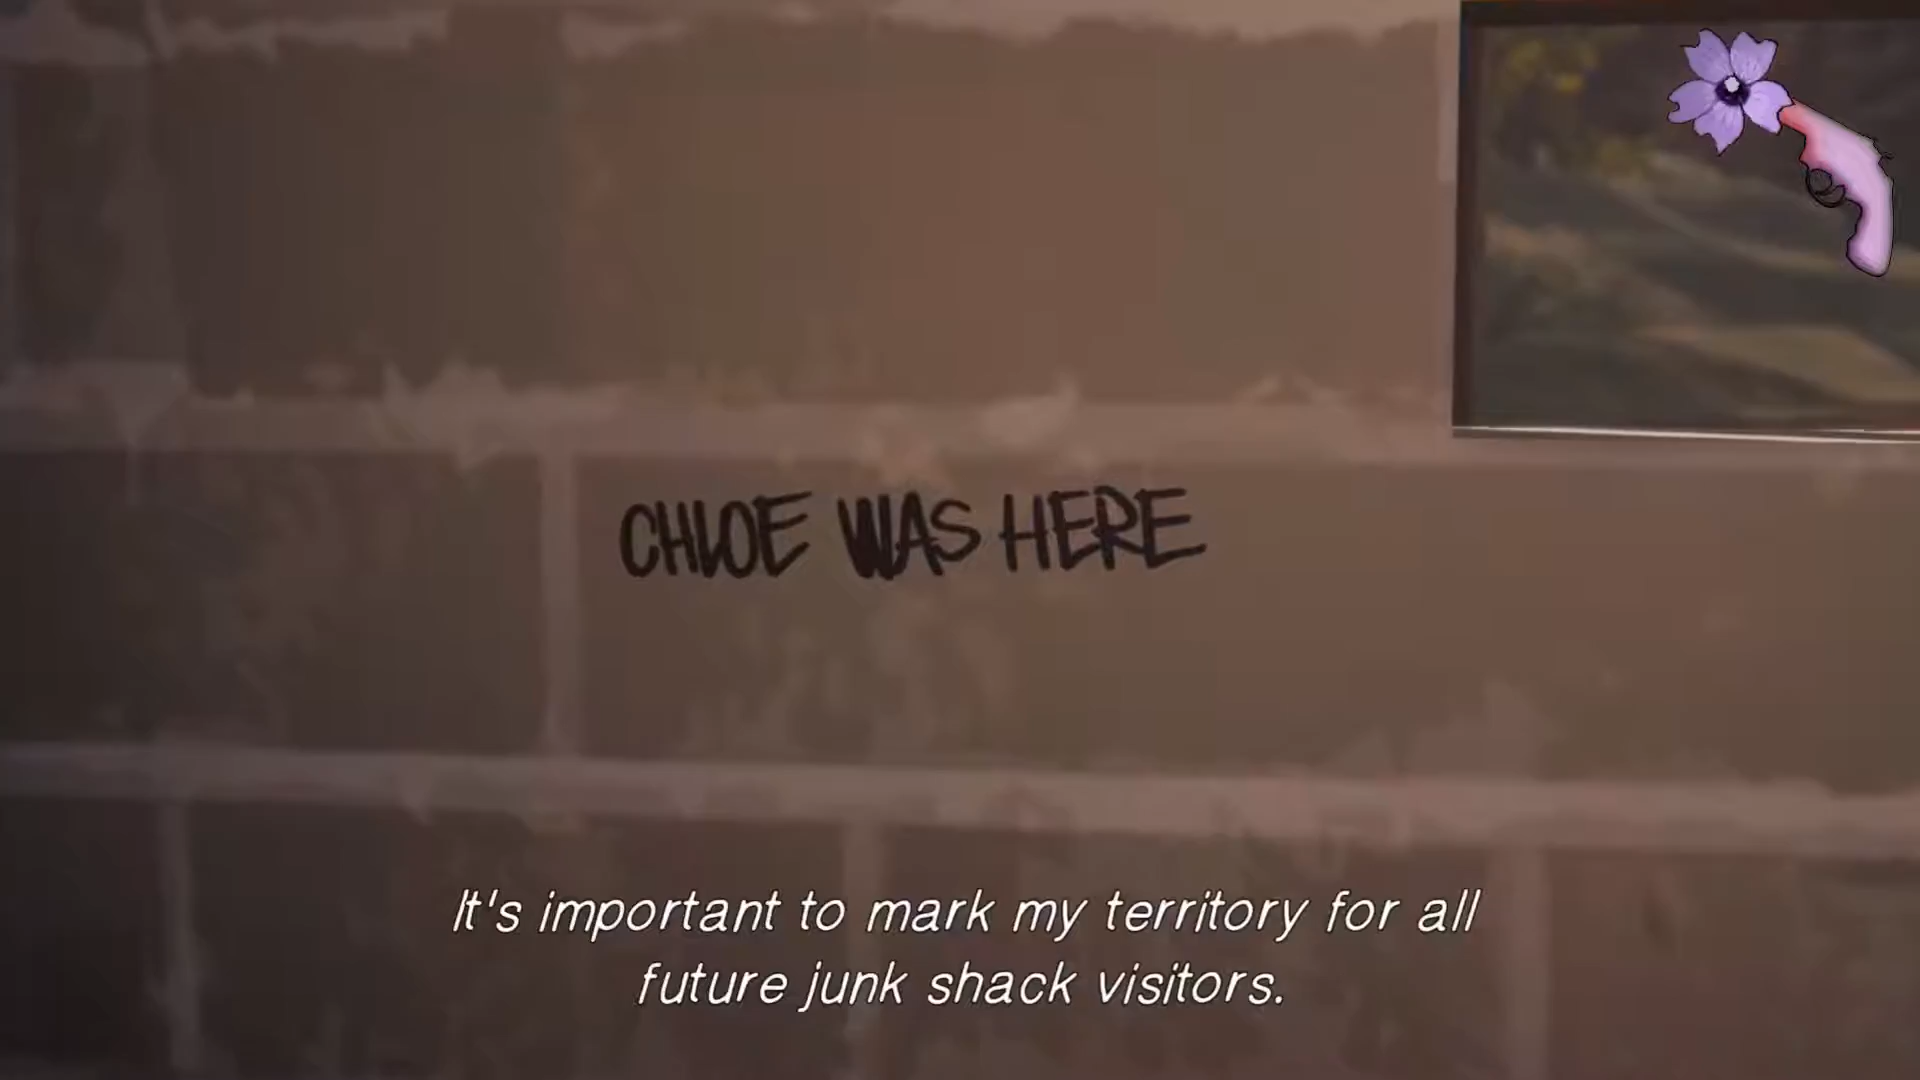 CHLOE WAS HERE
It's important to mark my territory for all
future junk shack visitors.